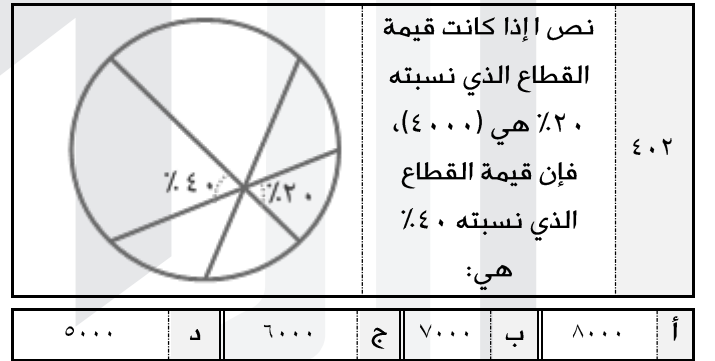 ٤٠٢
نص ا إذا كانت قيمة
القطاع الذي نسبته
٢٠٪ هي (٤٠٠٠)،
فإن قيمة القطاع
الذي نسبته ٤٠٪
هي:
٤٠٪
٢٠٪
أ ٨٠٠٠ ب ٧٠٠٠ ج ٦٠٠٠ د ٥٠٠٠